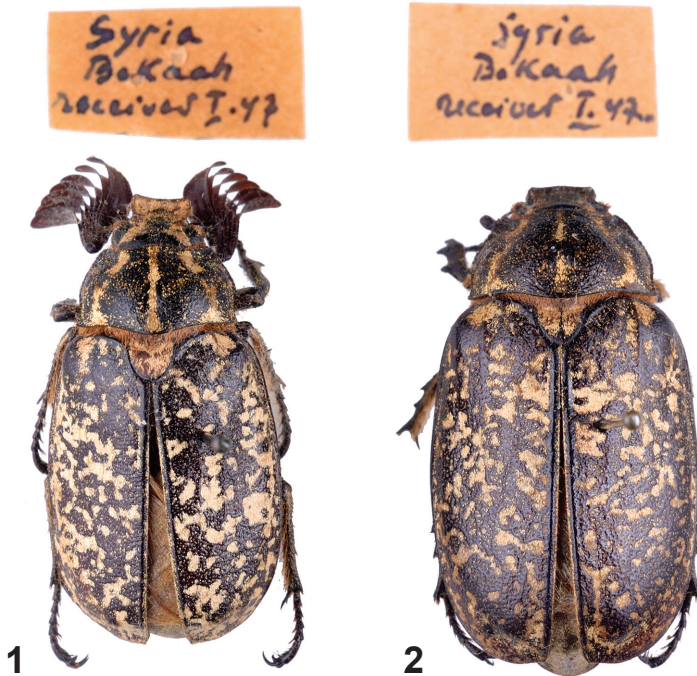 Syria
Bokaah
received I.47
Syria
Bokaah
received I. 47.
1
2